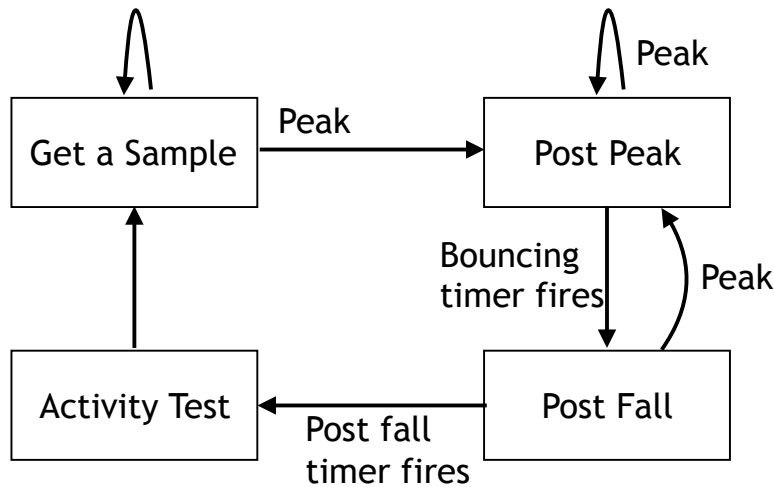 Peak
Get a Sample
Peak
Post Peak
Bouncing
timer fires
Peak
Activity Test
Post fall
timer fires
Post Fall